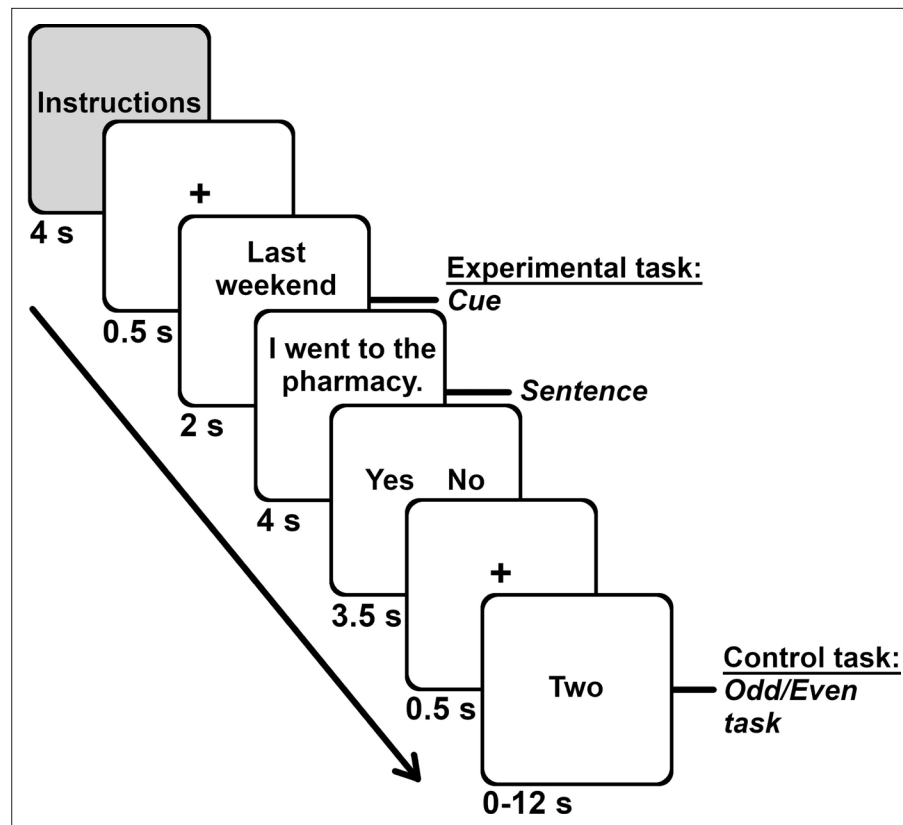 Instructions
4 s
+
0.5 s
Last
weekend
2 s
Experimental task:
Cue
I went to the
pharmacy.
4 s
Sentence
Yes No
3.5 s
+
0.5 s
Two
0-12 s
Control task:
Odd/Even
task